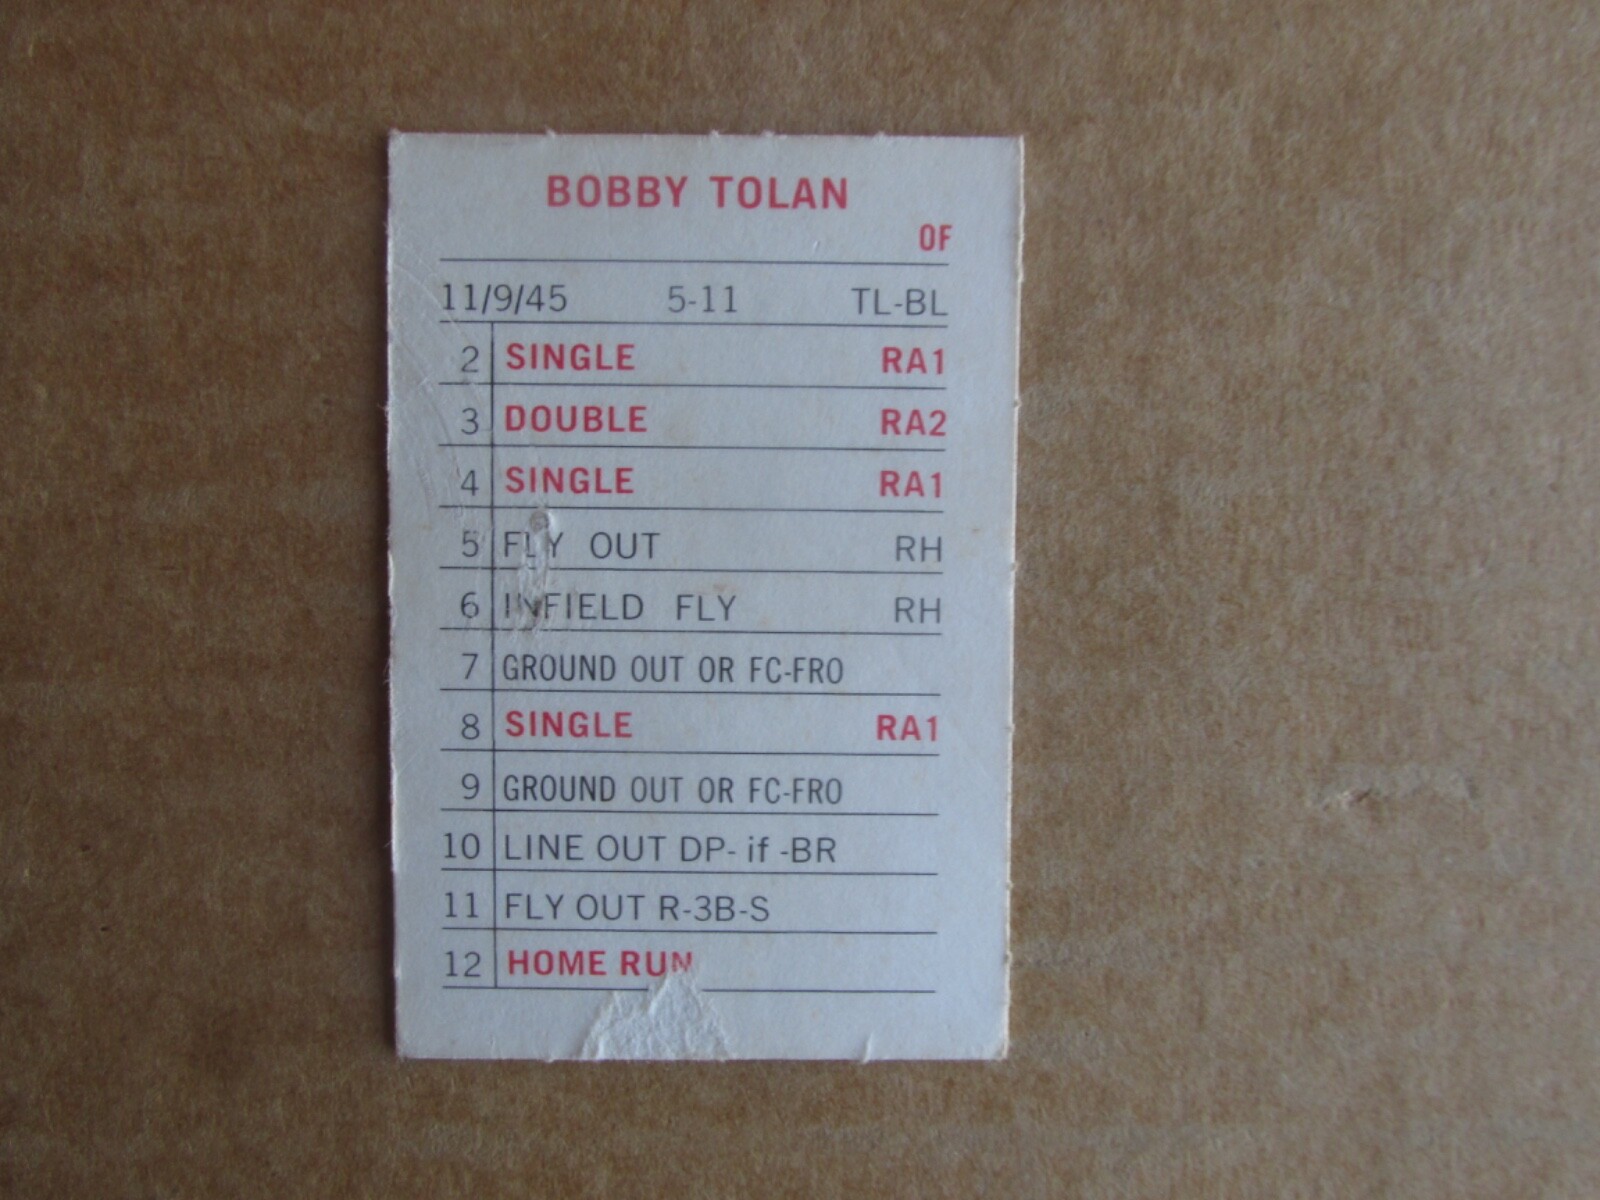 BOBBY TOLAN
OF
11/9/45 5-11 TL-BL
2 SINGLE RA1
3 DOUBLE RA2
4 SINGLE RA1
5 FLY OUT RH
6 INFIELD FLY RH
7 GROUND OUT OR FC-FRO
8 SINGLE RA1
9 GROUND OUT OR FC-FRO
10 LINE OUT DP- if -BR
11 FLY OUT R-3B-S
12 HOME RUN